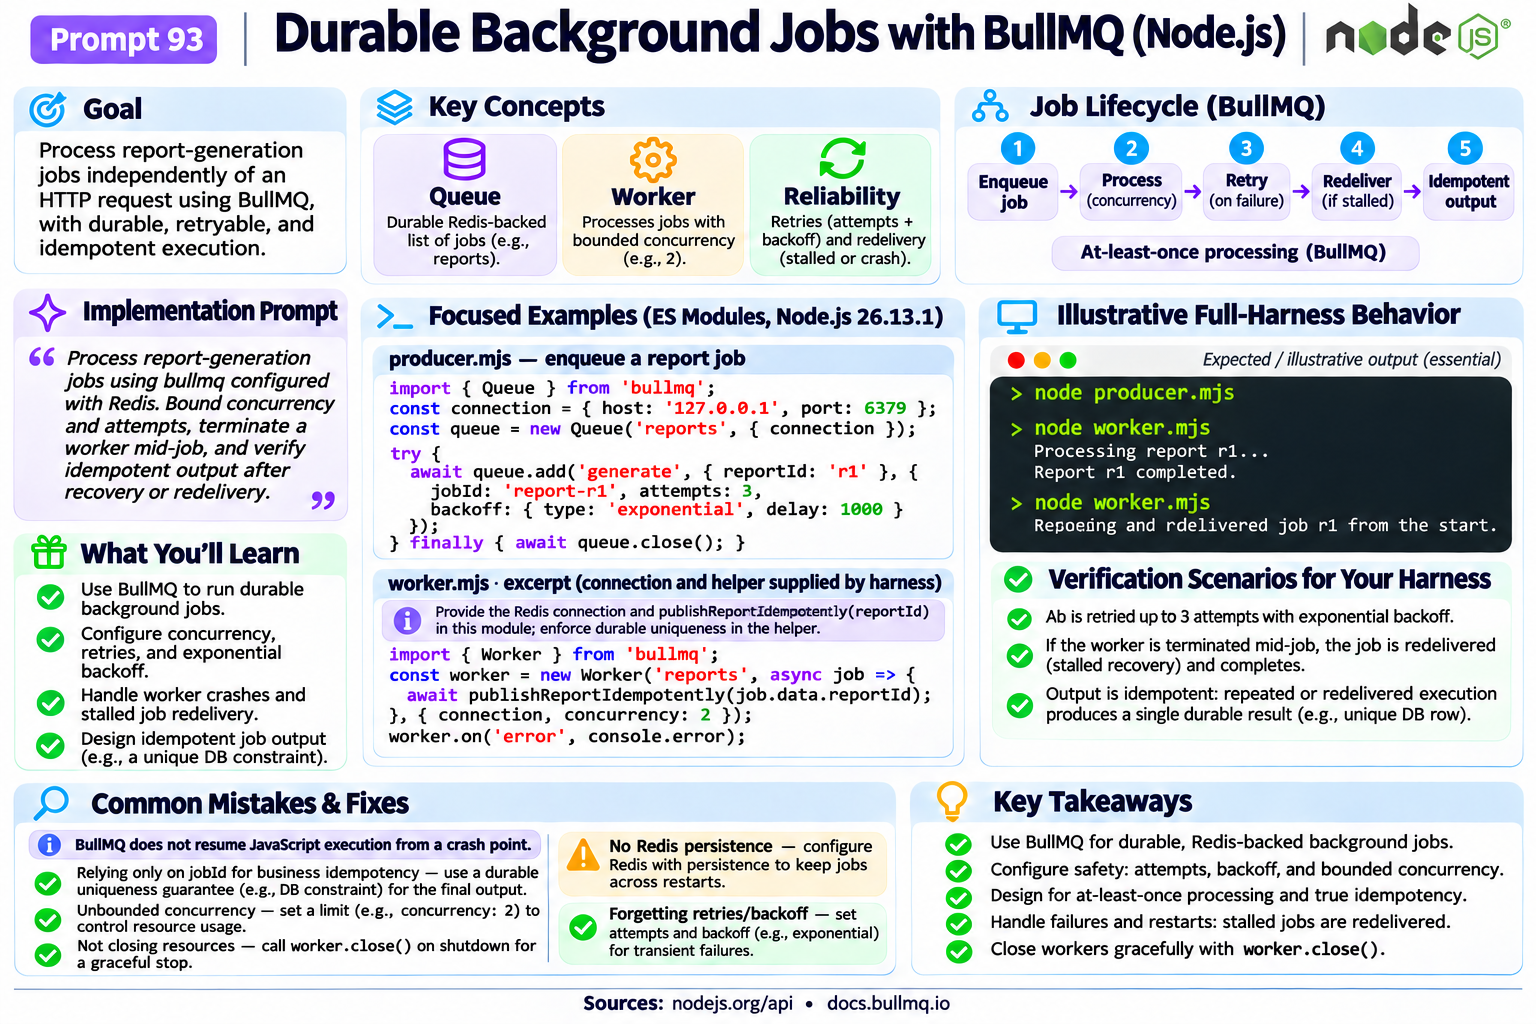 Prompt 93
Durable Background Jobs with BullMQ (Node.js)
node JS ®
Goal
Process report-generation
jobs independently of an
HTTP request using BullMQ,
with durable, retryable, and
idempotent execution.
Key Concepts
Queue
Durable Redis-backed
list of jobs (e.g.,
reports).
Worker
Processes jobs with
bounded concurrency
(e.g., 2).
Reliability
Retries (attempts +
backoff) and redelivery
(stalled or crash).
Job Lifecycle (BullMQ)
1
Enqueue
job
2
Process
(concurrency)
3
Retry
(on failure)
4
Redeliver
(if stalled)
5
Idempotent
output
At-least-once processing (BullMQ)
Implementation Prompt
“ Process report-generation
jobs using bullmq configured
with Redis. Bound concurrency
and attempts, terminate a
worker mid-job, and verify
idempotent output after
recovery or redelivery. ”
What You’ll Learn
Use BullMQ to run durable
background jobs.
Configure concurrency,
retries, and exponential
backoff.
Handle worker crashes and
stalled job redelivery.
Design idempotent job output
(e.g., a unique DB constraint).
Focused Examples (ES Modules, Node.js 26.13.1)
producer.mjs — enqueue a report job
import { Queue } from 'bullmq';
const connection = { host: '127.0.0.1', port: 6379 };
const queue = new Queue('reports', { connection });
try {
await queue.add('generate', { reportId: 'r1' }, {
jobId: 'report-r1', attempts: 3,
backoff: { type: 'exponential', delay: 1000 }
});
} finally { await queue.close(); }
worker.mjs · excerpt (connection and helper supplied by harness)
Provide the Redis connection and publishReportIdempotently(reportId)
in this module; enforce durable uniqueness in the helper.
import { Worker } from 'bullmq';
const worker = new Worker('reports', async job => {
await publishReportIdempotently(job.data.reportId);
}, { connection, concurrency: 2 });
worker.on('error', console.error);
Illustrative Full-Harness Behavior
Expected / illustrative output (essential)
> node producer.mjs
> node worker.mjs
Processing report r1...
Report r1 completed.
> node worker.mjs
and job r1 from the start.
Verification Scenarios for Your Harness
Ab is retried up to 3 attempts with exponential backoff.
If the worker is terminated mid-job, the job is redelivered
(stalled recovery) and completes.
Output is idempotent: repeated or redelivered execution
produces a single durable result (e.g., unique DB row).
Common Mistakes & Fixes
BullMQ does not resume JavaScript execution from a crash point.
Relying only on jobId for business idempotency — use a durable
uniqueness guarantee (e.g., DB constraint) for the final output.
Unbounded concurrency — set a limit (e.g., concurrency: 2) to
control resource usage.
Not closing resources — call worker.close() on shutdown for
a graceful stop.
No Redis persistence — configure
Redis with persistence to keep jobs
across restarts.
Forgetting retries/backoff — set
attempts and backoff (e.g., exponential)
for transient failures.
Key Takeaways
Use BullMQ for durable, Redis-backed background jobs.
Configure safety: attempts, backoff, and bounded concurrency.
Design for at-least-once processing and true idempotency.
Handle failures and restarts: stalled jobs are redelivered.
Close workers gracefully with worker.close().
Sources: nodejs.org/api • docs.bullmq.io